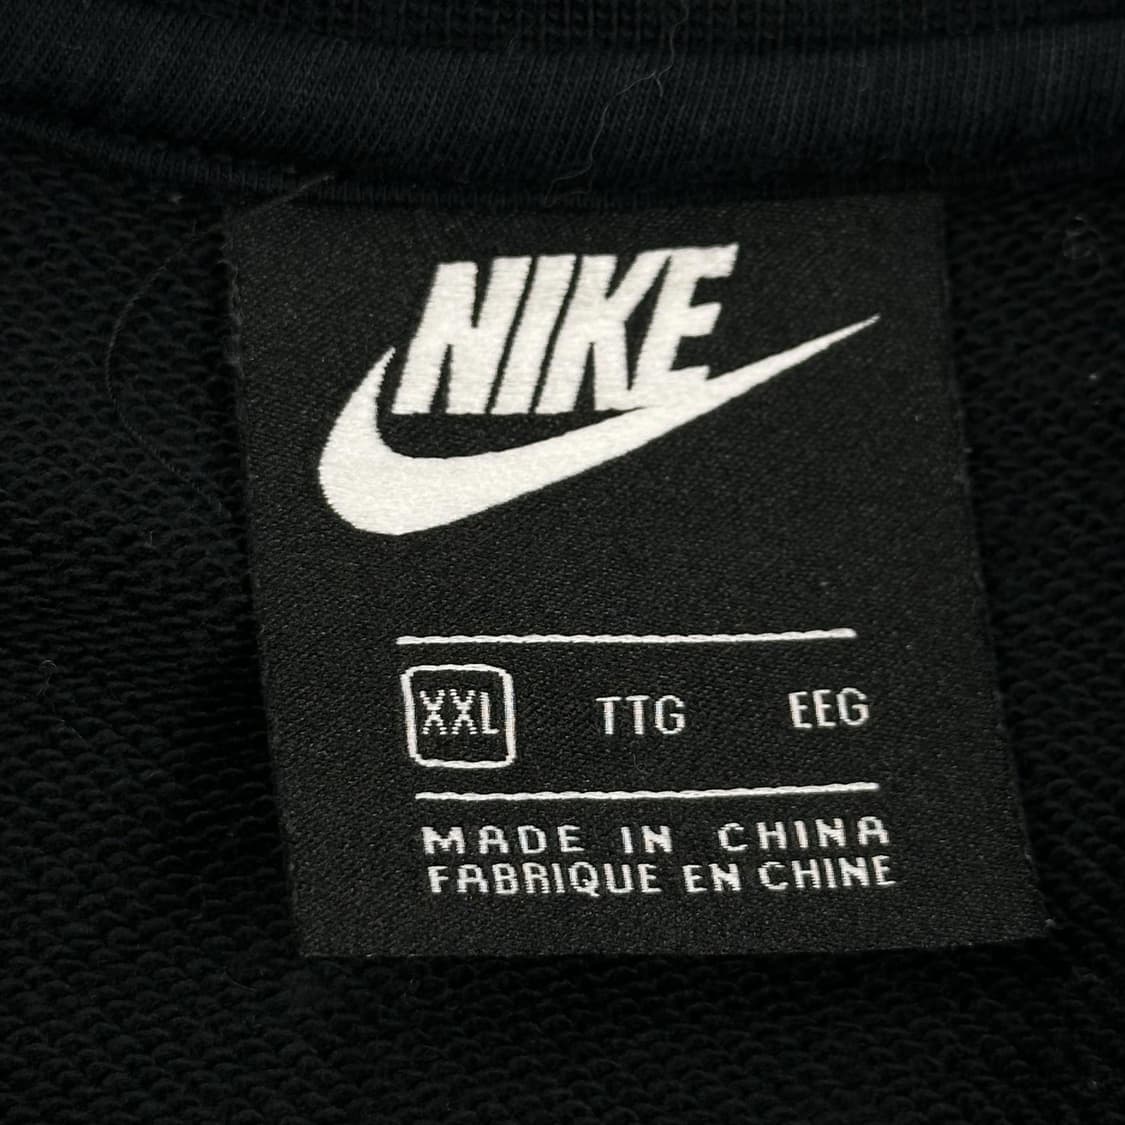 NIKE
XXL TTG EEG
MADE IN CHINA
FABRIQUE EN CHINE